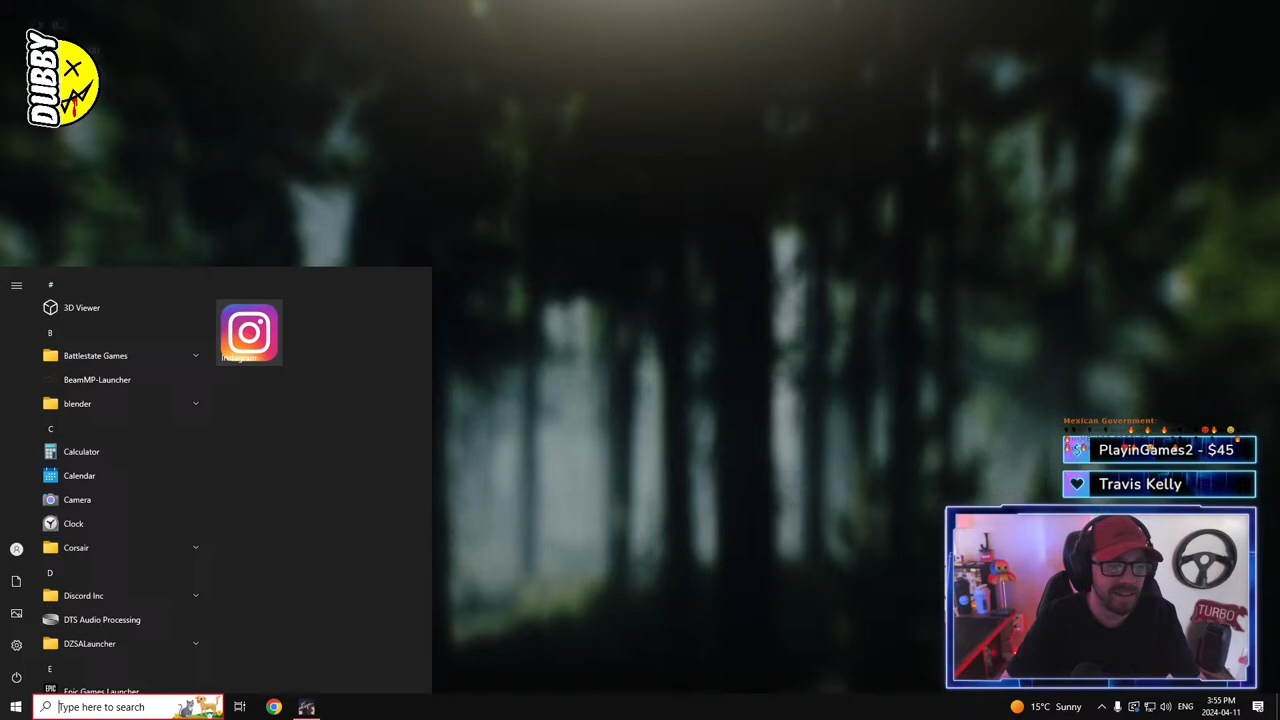 DUBBY
#
3D Viewer
B
Battlestate Games
BeamMP-Launcher
blender
C
Calculator
Calendar
Camera
Clock
Corsair
D
Discord Inc
DTS Audio Processing
DZSALauncher
E
Epic Games Launcher
Instagram
Mexican Government:
PlayinGames2 - $45
Travis Kelly
TURBO
Type here to search
15°C Sunny
ENG
3:55 PM
2024-04-11